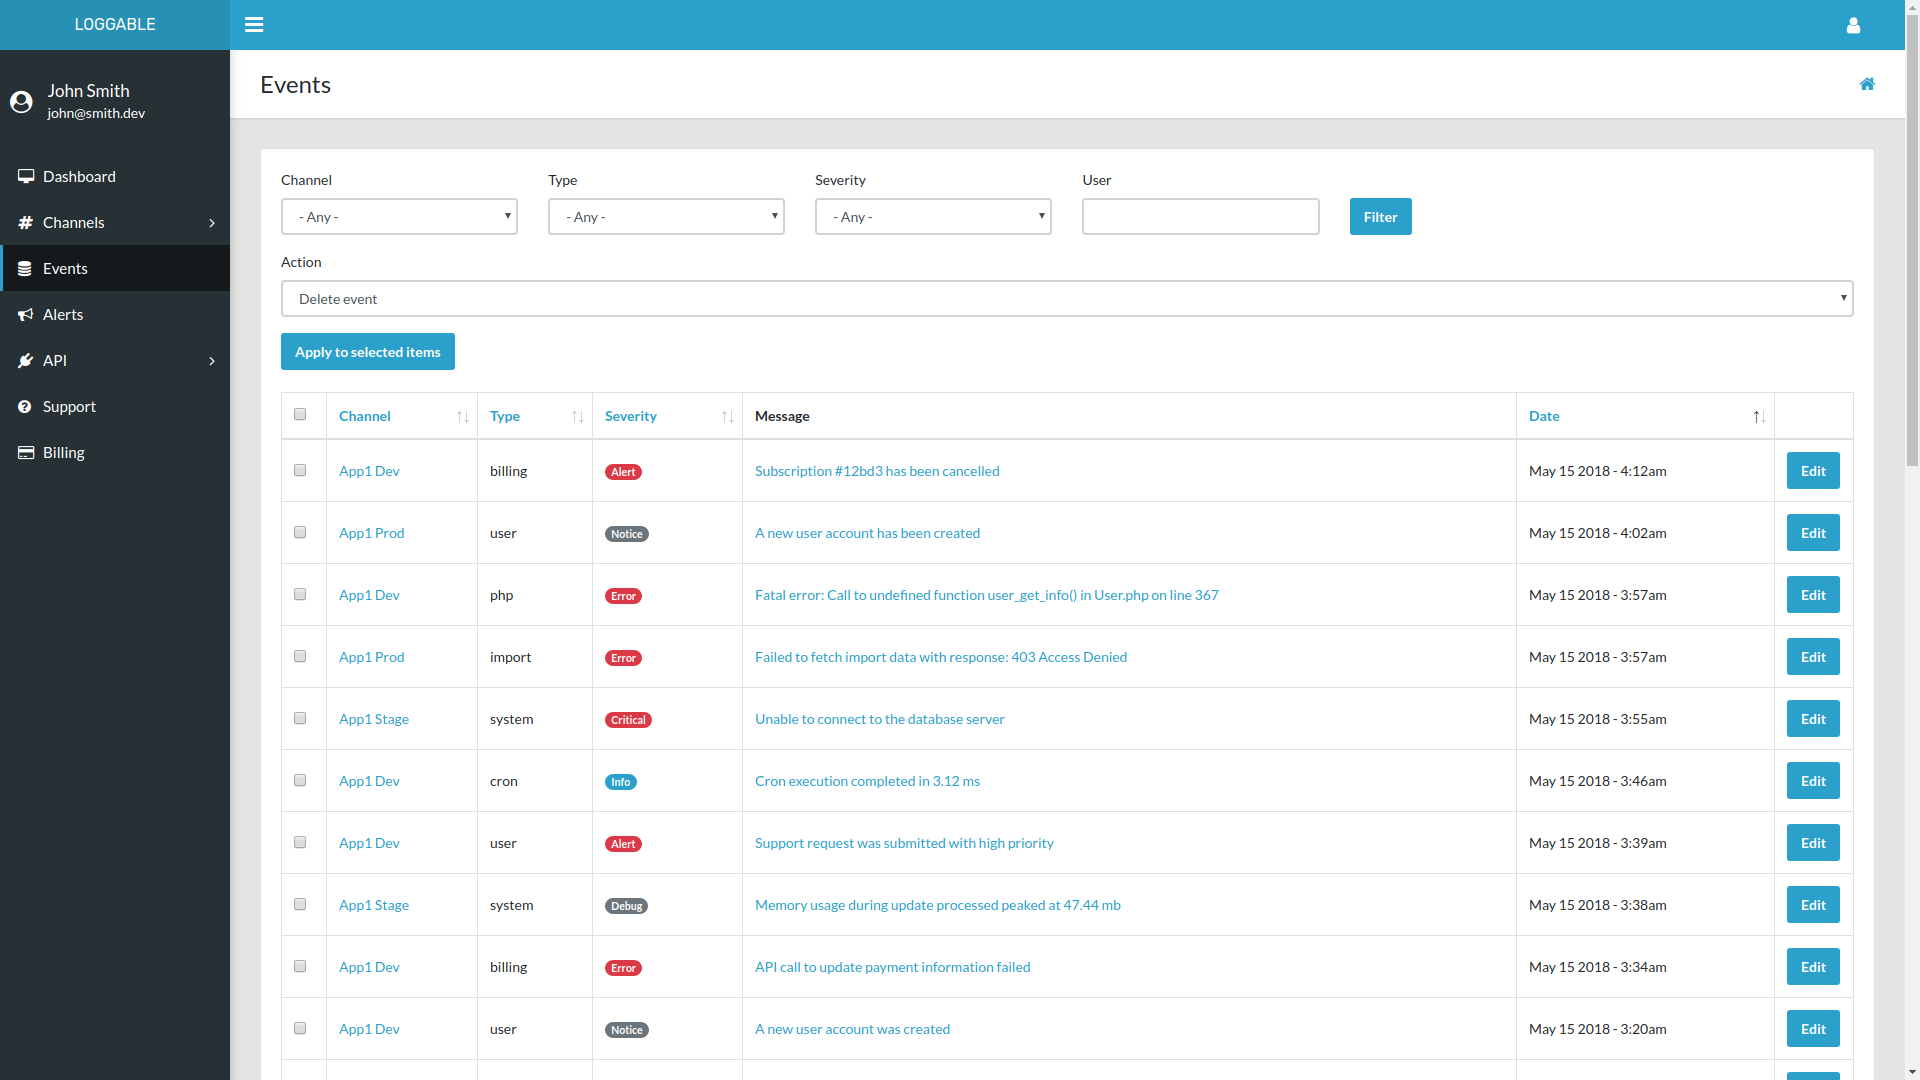 LOGGABLE
John Smith
john@smith.dev
Dashboard
Channels
Events
Alerts
API
Support
Billing
Events
Channel Type Severity User
- Any - - Any - - Any - Filter
Action
Delete event
Apply to selected items
Channel Type Severity Message Date
App1 Dev billing Alert Subscription #12bd3 has been cancelled May 15 2018 - 4:12am Edit
App1 Prod user Notice A new user account has been created May 15 2018 - 4:02am Edit
App1 Dev php Error Fatal error: Call to undefined function user_get_info() in User.php on line 367 May 15 2018 - 3:57am Edit
App1 Prod import Error Failed to fetch import data with response: 403 Access Denied May 15 2018 - 3:57am Edit
App1 Stage system Critical Unable to connect to the database server May 15 2018 - 3:55am Edit
App1 Dev cron Info Cron execution completed in 3.12 ms May 15 2018 - 3:46am Edit
App1 Dev user Alert Support request was submitted with high priority May 15 2018 - 3:39am Edit
App1 Stage system Debug Memory usage during update processed peaked at 47.44 mb May 15 2018 - 3:38am Edit
App1 Dev billing Error API call to update payment information failed May 15 2018 - 3:34am Edit
App1 Dev user Notice A new user account was created May 15 2018 - 3:20am Edit